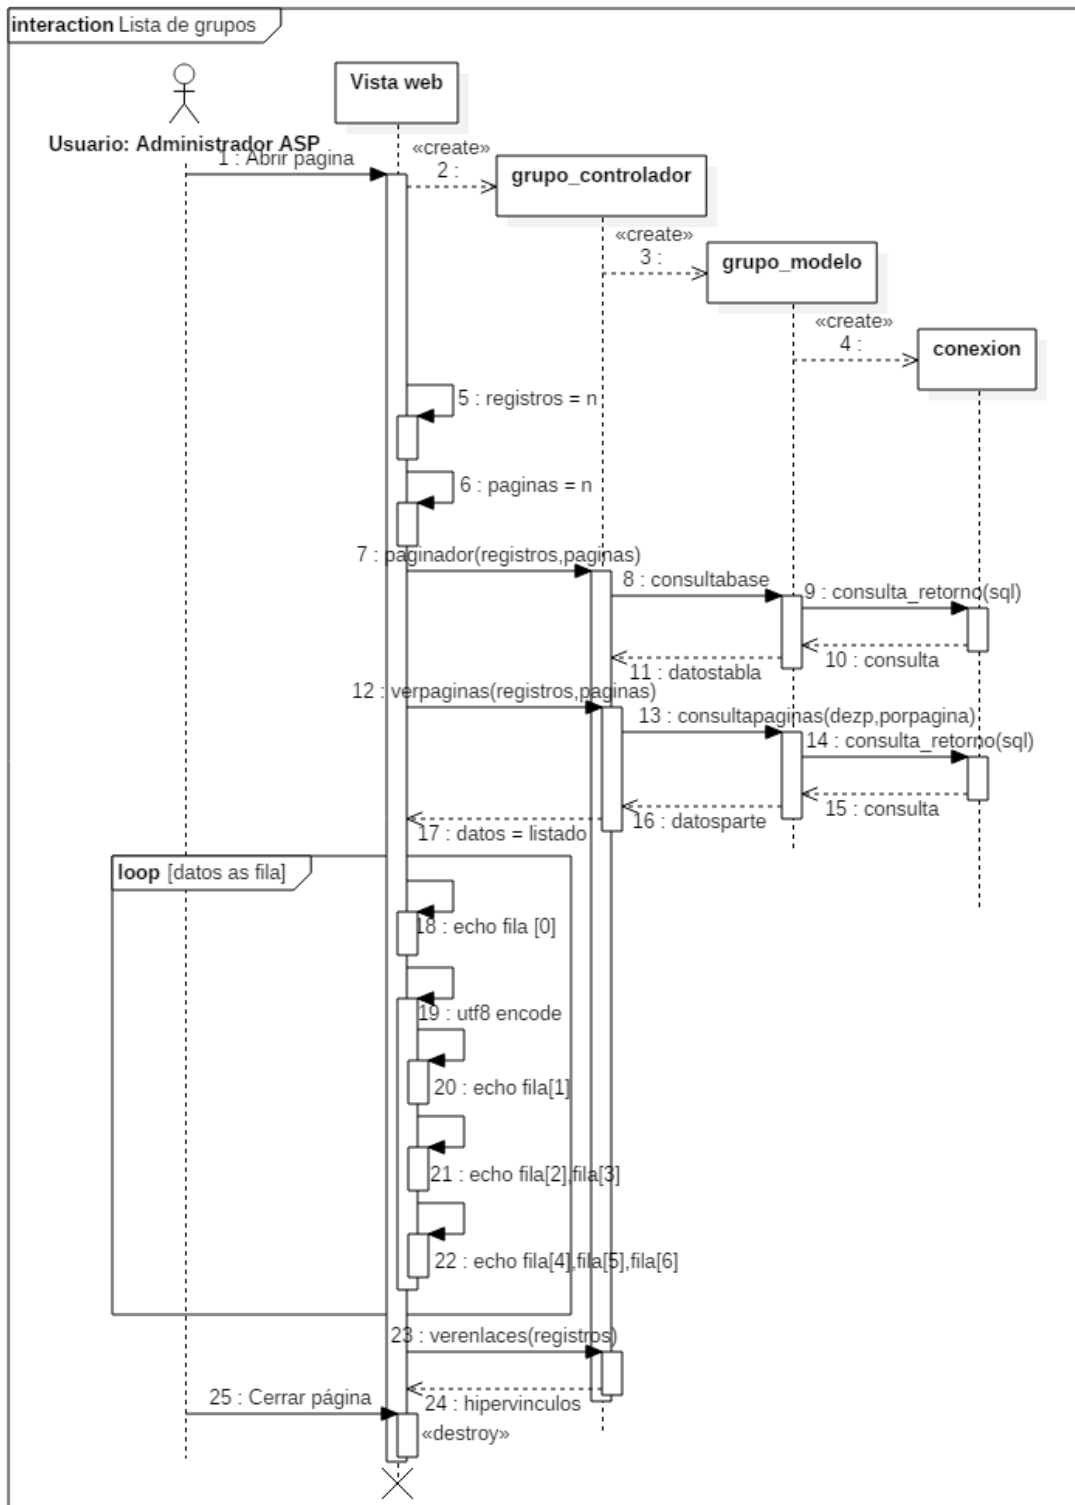 interaction Lista de grupos
Vista web
Usuario: Administrador ASP
1 : Abrir página
«create»
2 :
grupo_controlador
«create»
3 :
grupo_modelo
«create»
4 :
conexion
5 : registros = n
6 : paginas = n
7 : paginador(registros,paginas)
8 : consultabase
9 : consulta_retorno(sql)
10 : consulta
11 : datostabla
12 : verpaginas(registros,paginas)
13 : consultapaginas(dezp,porpagina)
14 : consulta_retorno(sql)
15 : consulta
16 : datosparte
17 : datos = listado
loop [datos as fila]
18 : echo fila [0]
19 : utf8 encode
20 : echo fila[1]
21 : echo fila[2],fila[3]
22 : echo fila[4],fila[5],fila[6]
23 : verenlaces(registros)
24 : hipervinculos
25 : Cerrar página
«destroy»